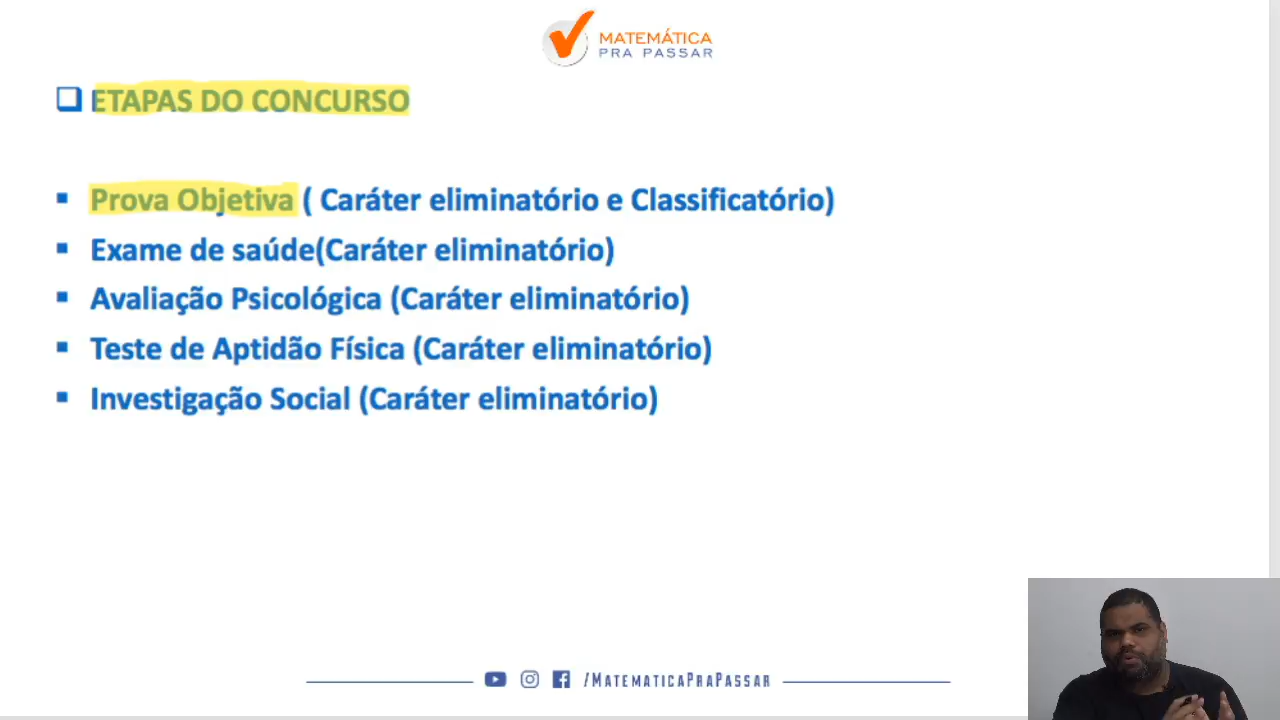 MATEMÁTICA
PRA PASSAR
ETAPAS DO CONCURSO
Prova Objetiva ( Caráter eliminatório e Classificatório)
Exame de saúde(Caráter eliminatório)
Avaliação Psicológica (Caráter eliminatório)
Teste de Aptidão Física (Caráter eliminatório)
Investigação Social (Caráter eliminatório)
/MATEMATICAPRAPASSAR